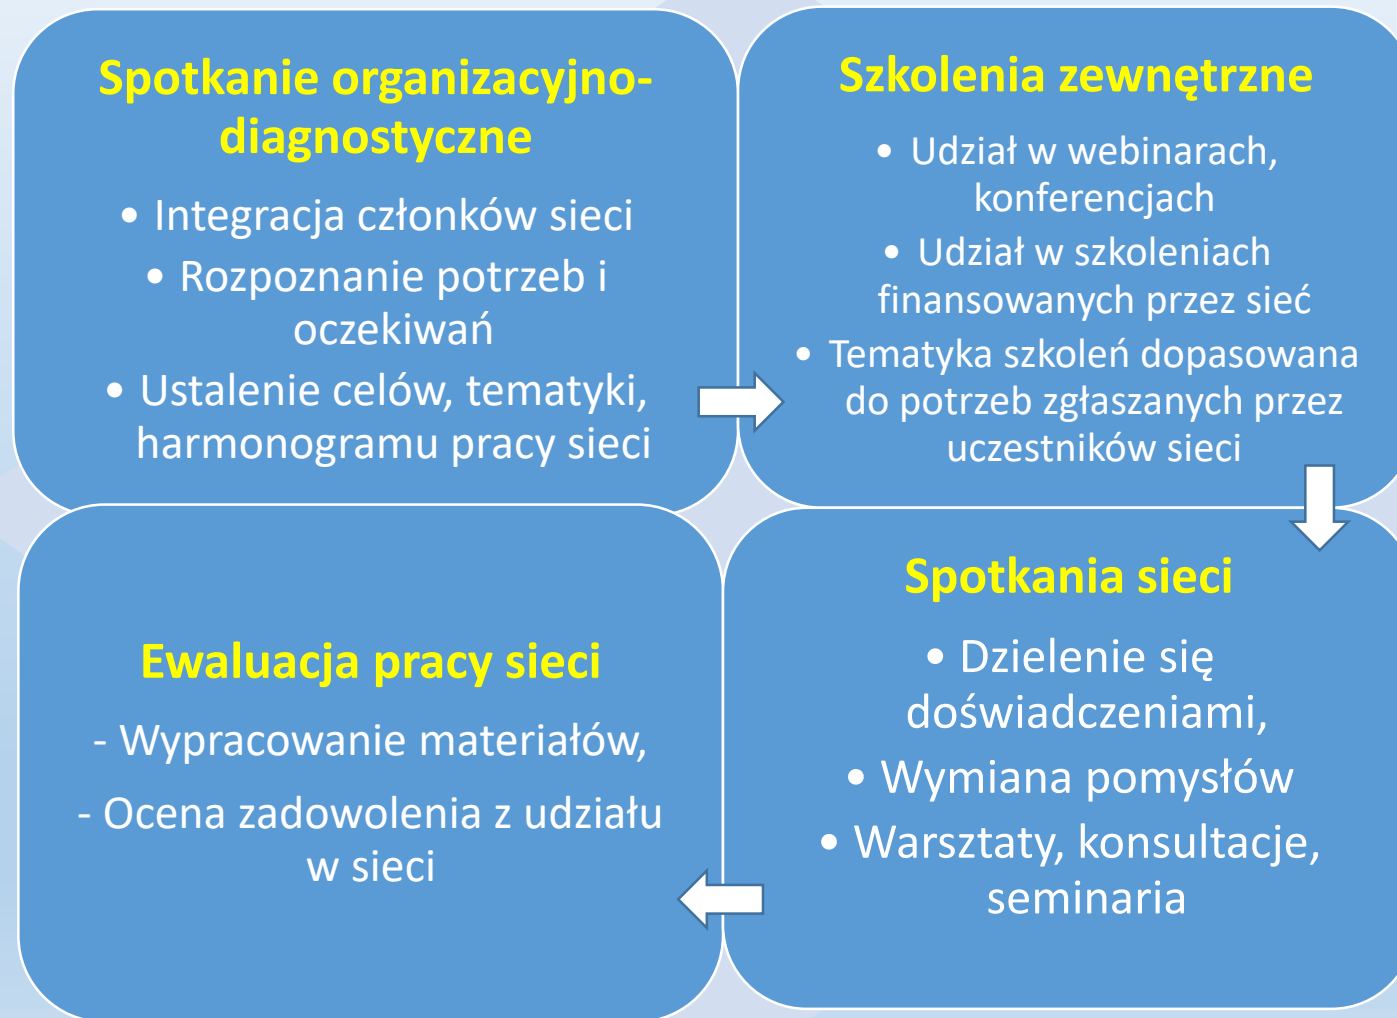 Spotkanie organizacyjno-
diagnostyczne
• Integracja członków sieci
• Rozpoznanie potrzeb i
oczekiwań
• Ustalenie celów, tematyki,
harmonogramu pracy sieci
Szkolenia zewnętrzne
• Udział w webinarach,
konferencjach
• Udział w szkoleniach
finansowanych przez sieć
• Tematyka szkoleń dopasowana
do potrzeb zgłaszanych przez
uczestników sieci
Spotkania sieci
• Dzielenie się
doświadczeniami,
• Wymiana pomysłów
• Warsztaty, konsultacje,
seminaria
Ewaluacja pracy sieci
- Wypracowanie materiałów,
- Ocena zadowolenia z udziału
w sieci